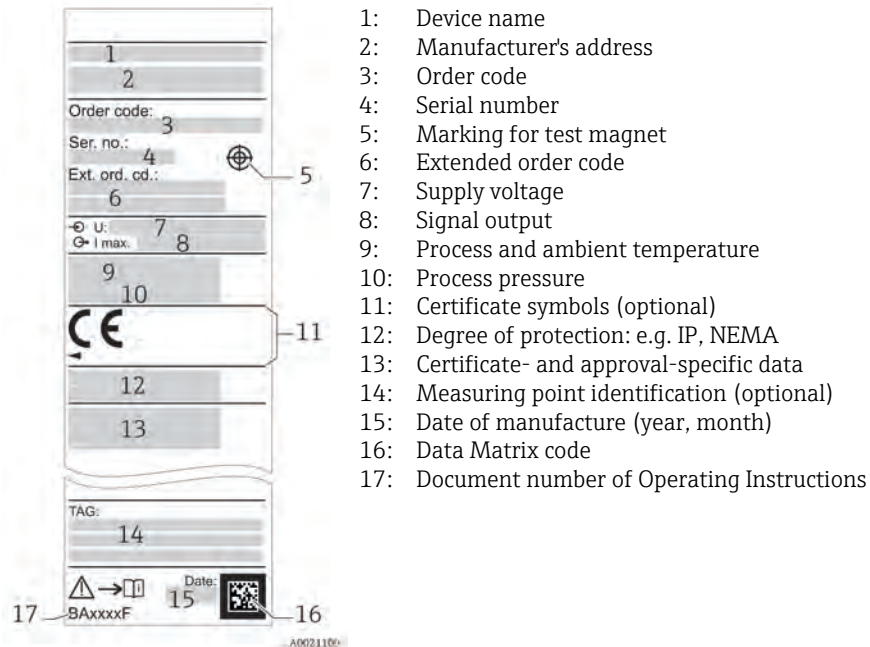 1
2
Order code:
3
Ser. no.:
4
5
Ext. ord. cd.:
6
U: 7
I max. 8
9
10
CE
11
12
13
TAG:
14
Date:
15
17
BAxxxxF
16
A0021100
1: Device name
2: Manufacturer's address
3: Order code
4: Serial number
5: Marking for test magnet
6: Extended order code
7: Supply voltage
8: Signal output
9: Process and ambient temperature
10: Process pressure
11: Certificate symbols (optional)
12: Degree of protection: e.g. IP, NEMA
13: Certificate- and approval-specific data
14: Measuring point identification (optional)
15: Date of manufacture (year, month)
16: Data Matrix code
17: Document number of Operating Instructions